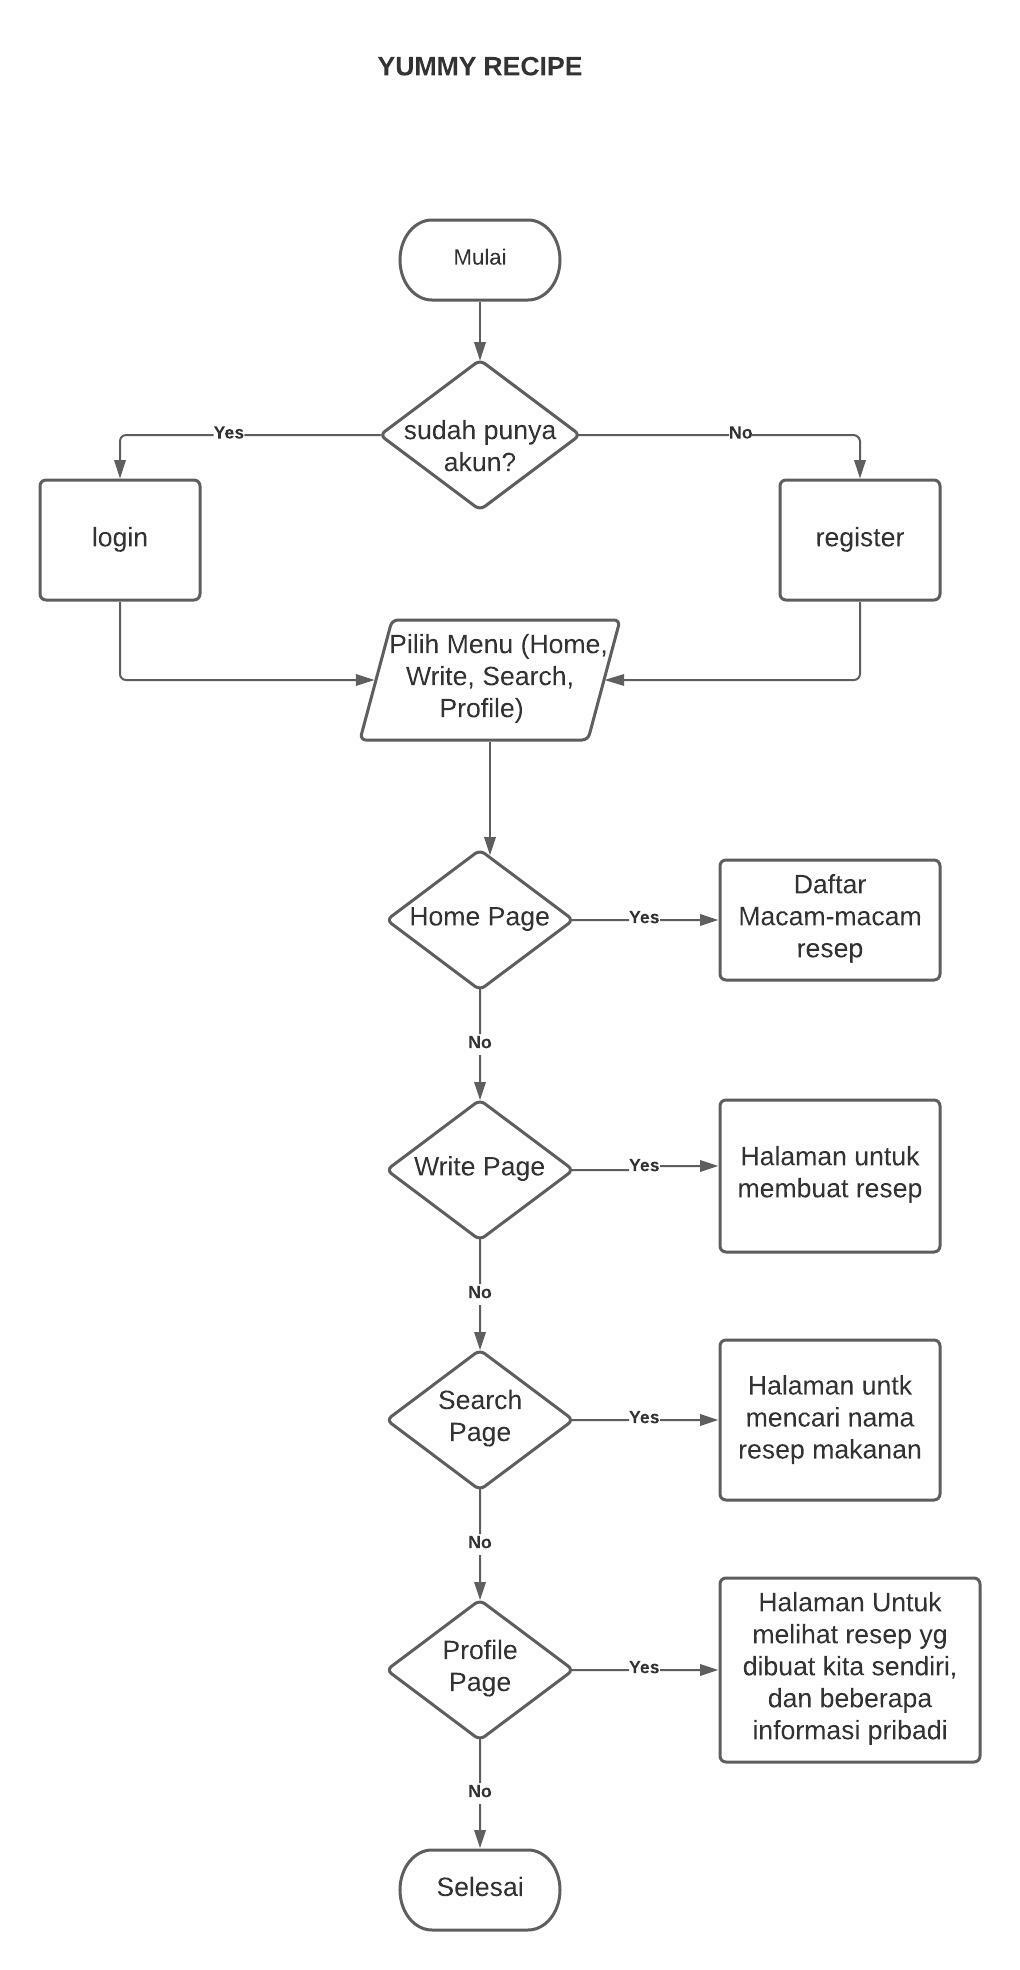 YUMMY RECIPE
Mulai
sudah punya
akun?
Yes
No
login
register
Pilih Menu (Home,
Write, Search,
Profile)
Home Page
Yes
Daftar
Macam-macam
resep
No
Write Page
Yes
Halaman untuk
membuat resep
No
Search
Page
Yes
Halaman untk
mencari nama
resep makanan
No
Profile
Page
Yes
Halaman Untuk
melihat resep yg
dibuat kita sendiri,
dan beberapa
informasi pribadi
No
Selesai